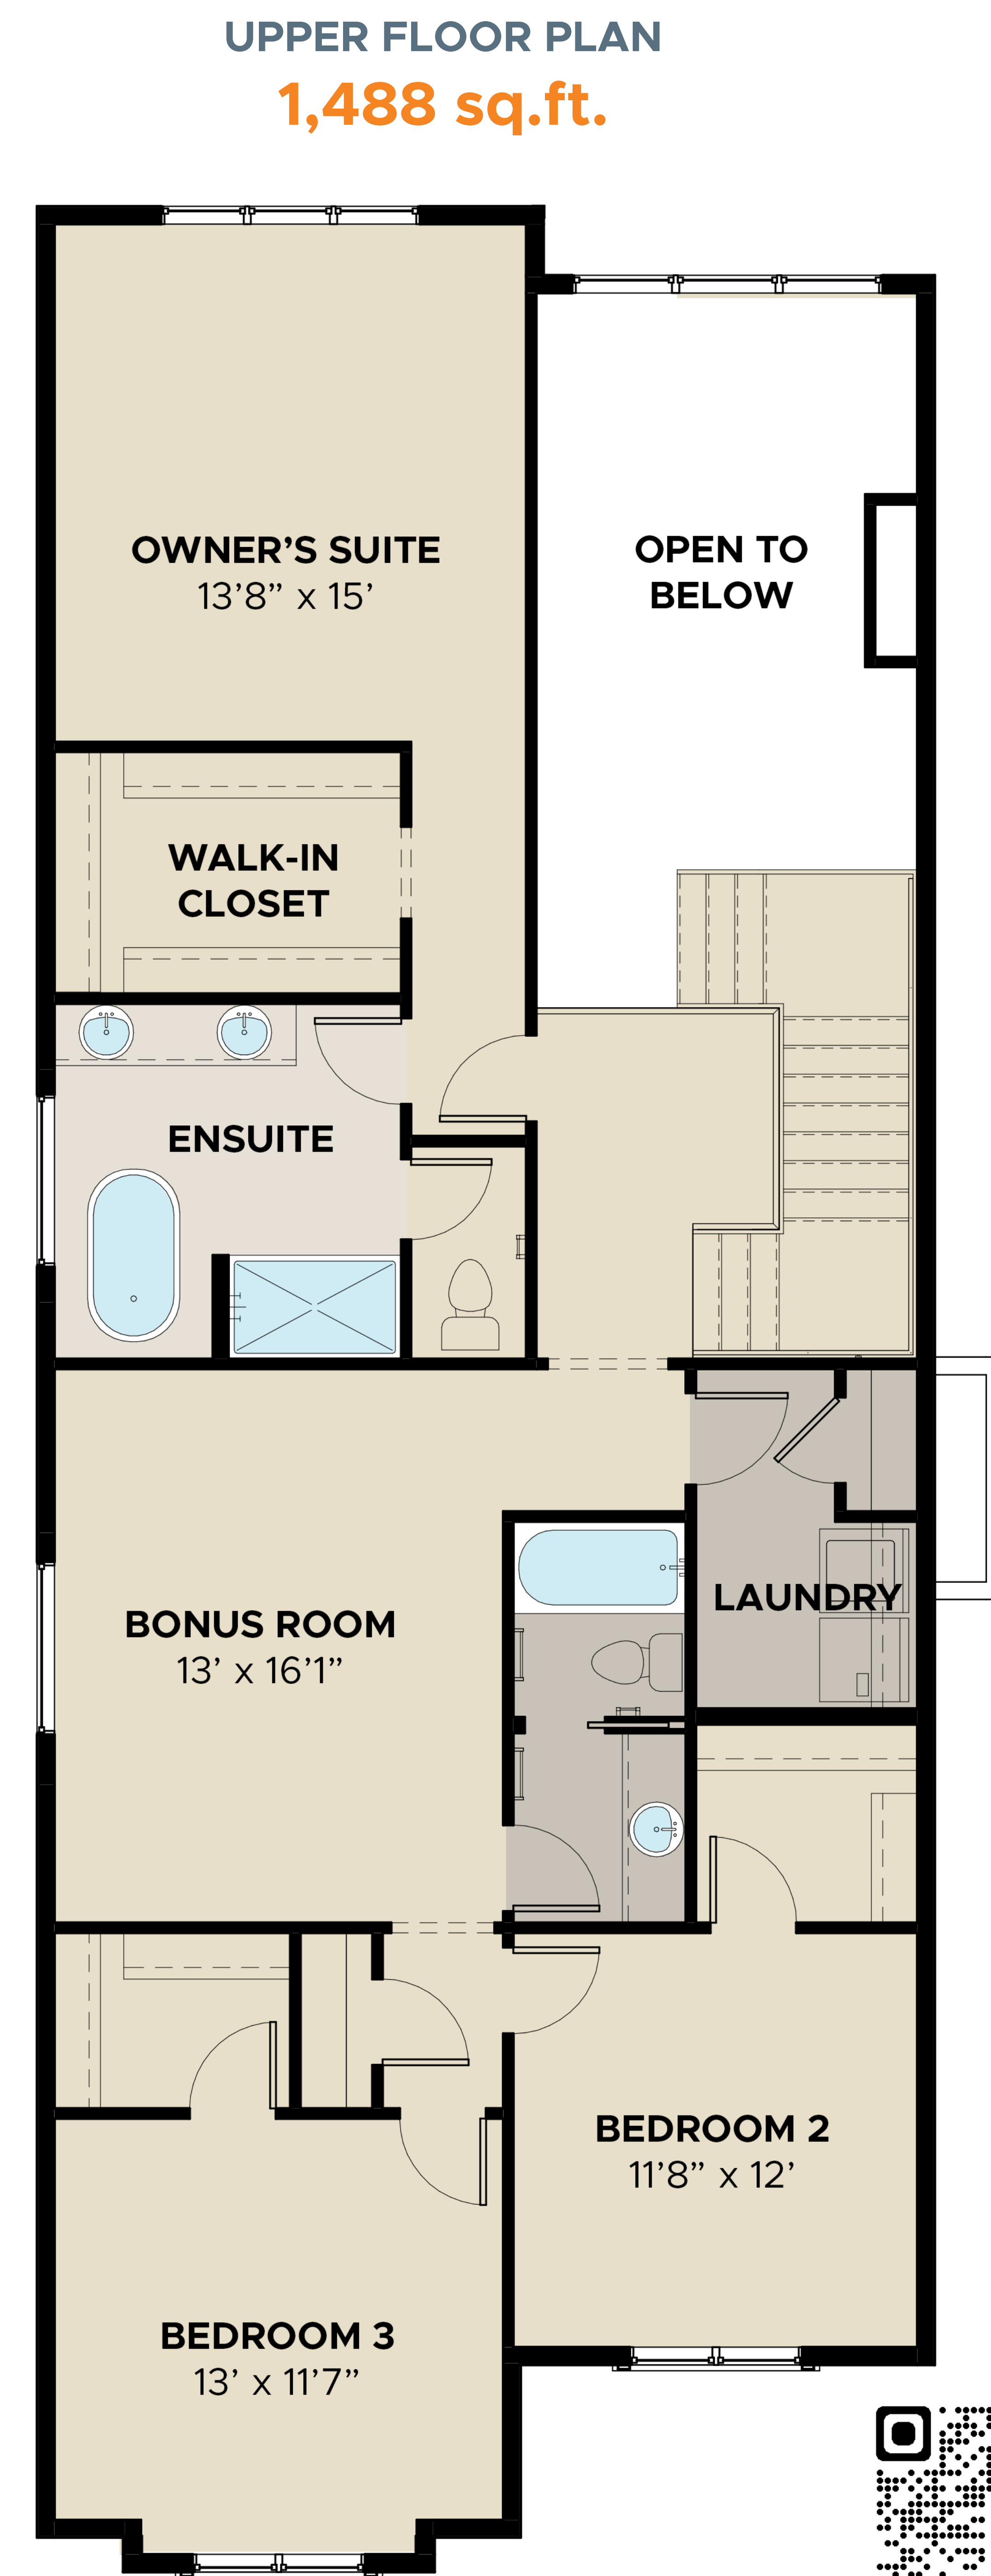 UPPER FLOOR PLAN
1,488 sq.ft.
OWNER’S SUITE
13’8” x 15’
OPEN TO
BELOW
WALK-IN
CLOSET
ENSUITE
LAUNDRY
BONUS ROOM
13’ x 16’1”
BEDROOM 2
11’8” x 12’
BEDROOM 3
13’ x 11’7”